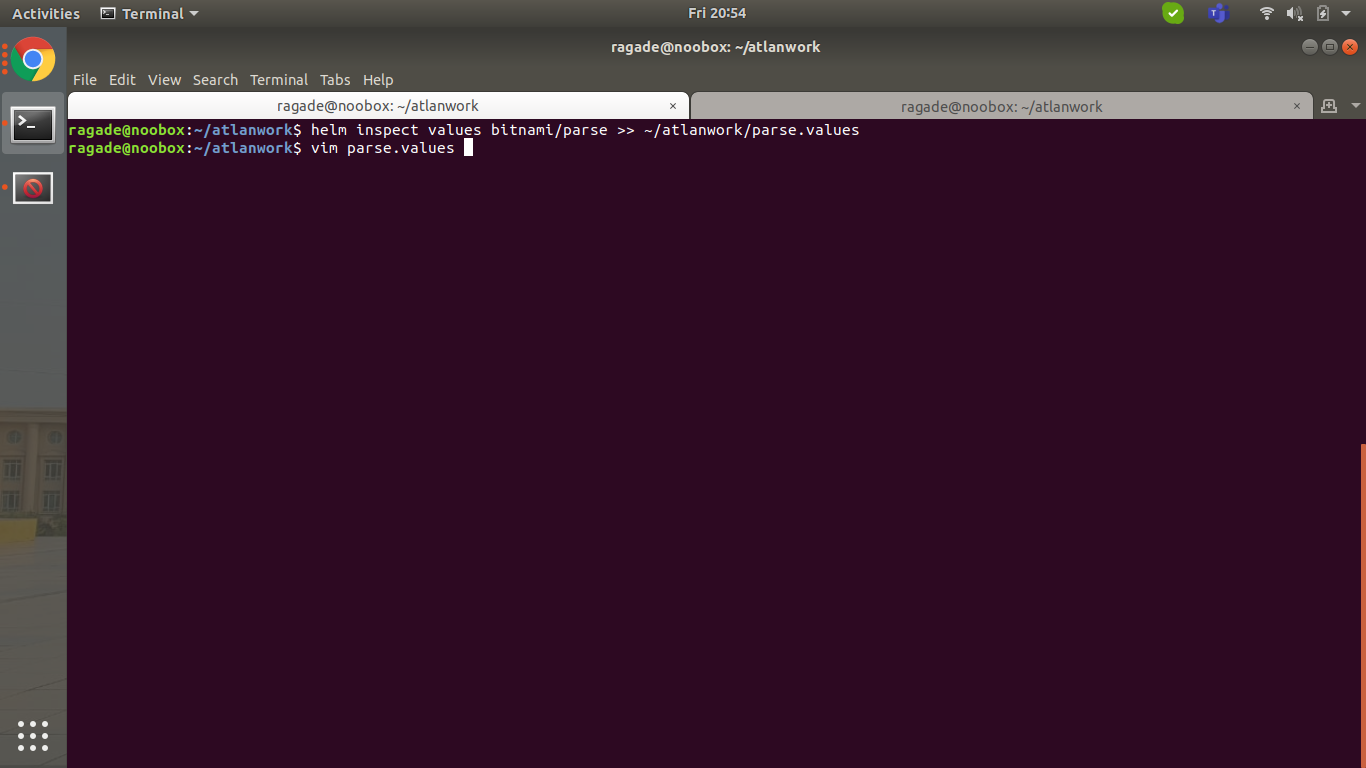 Activities Terminal Fri 20:54
ragade@noobox: ~/atlanwork
File Edit View Search Terminal Tabs Help
ragade@noobox: ~/atlanwork × ragade@noobox: ~/atlanwork ×
ragade@noobox:~/atlanwork$ helm inspect values bitnami/parse >> ~/atlanwork/parse.values
ragade@noobox:~/atlanwork$ vim parse.values